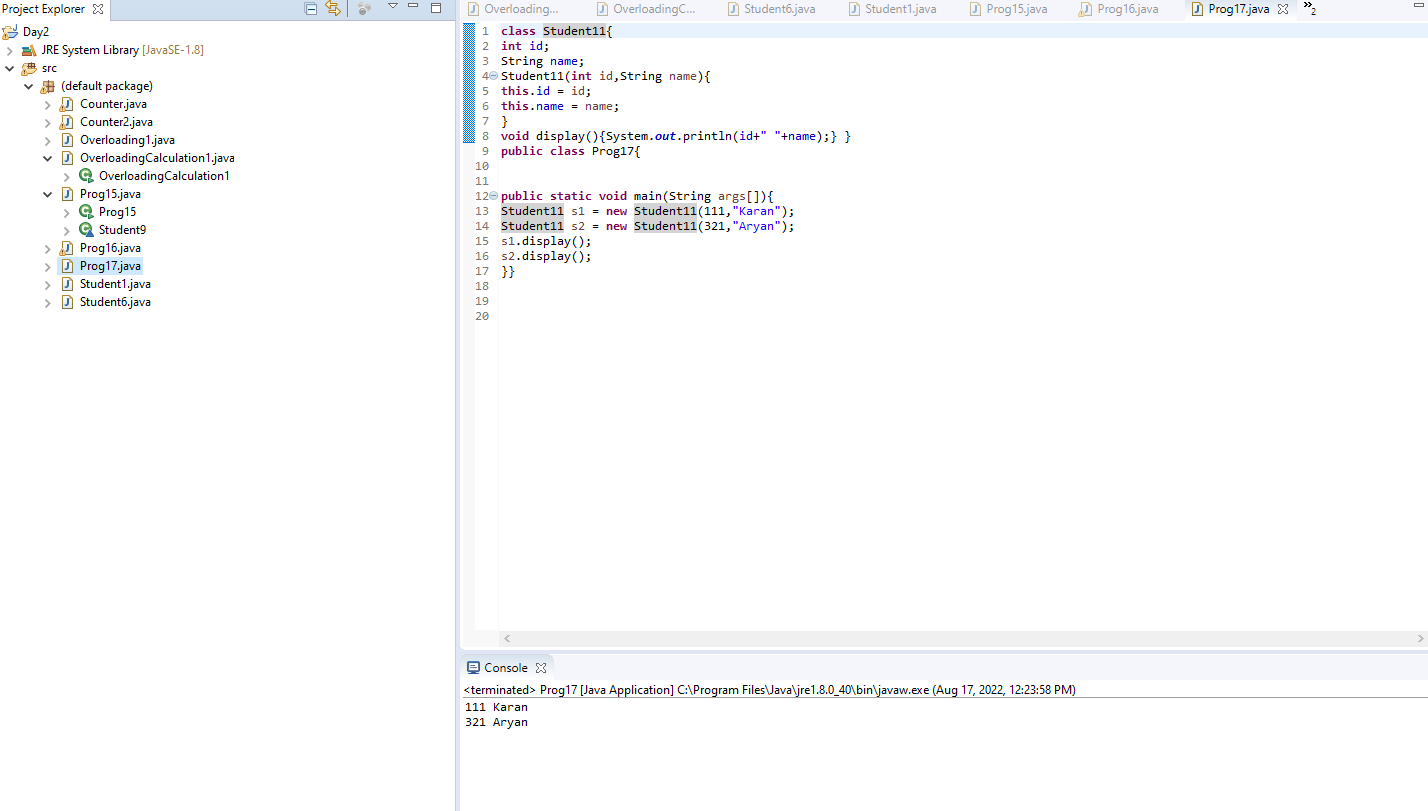 Project Explorer
Day2
JRE System Library [JavaSE-1.8]
src
(default package)
Counter.java
Counter2.java
Overloading1.java
OverloadingCalculation1.java
OverloadingCalculation1
Prog15.java
Prog15
Student9
Prog16.java
Prog17.java
Student1.java
Student6.java
Overloading... OverloadingC... Student6.java Student1.java Prog15.java Prog16.java Prog17.java »2
1 class Student11{
2 int id;
3 String name;
4 Student11(int id,String name){
5 this.id = id;
6 this.name = name;
7 }
8 void display(){System.out.println(id+" "+name);} }
9 public class Prog17{
10
11
12 public static void main(String args[]){
13 Student11 s1 = new Student11(111,"Karan");
14 Student11 s2 = new Student11(321,"Aryan");
15 s1.display();
16 s2.display();
17 }}
18
19
20
Console
<terminated> Prog17 [Java Application] C:\Program Files\Java\jre1.8.0_40\bin\javaw.exe (Aug 17, 2022, 12:23:58 PM)
111 Karan
321 Aryan